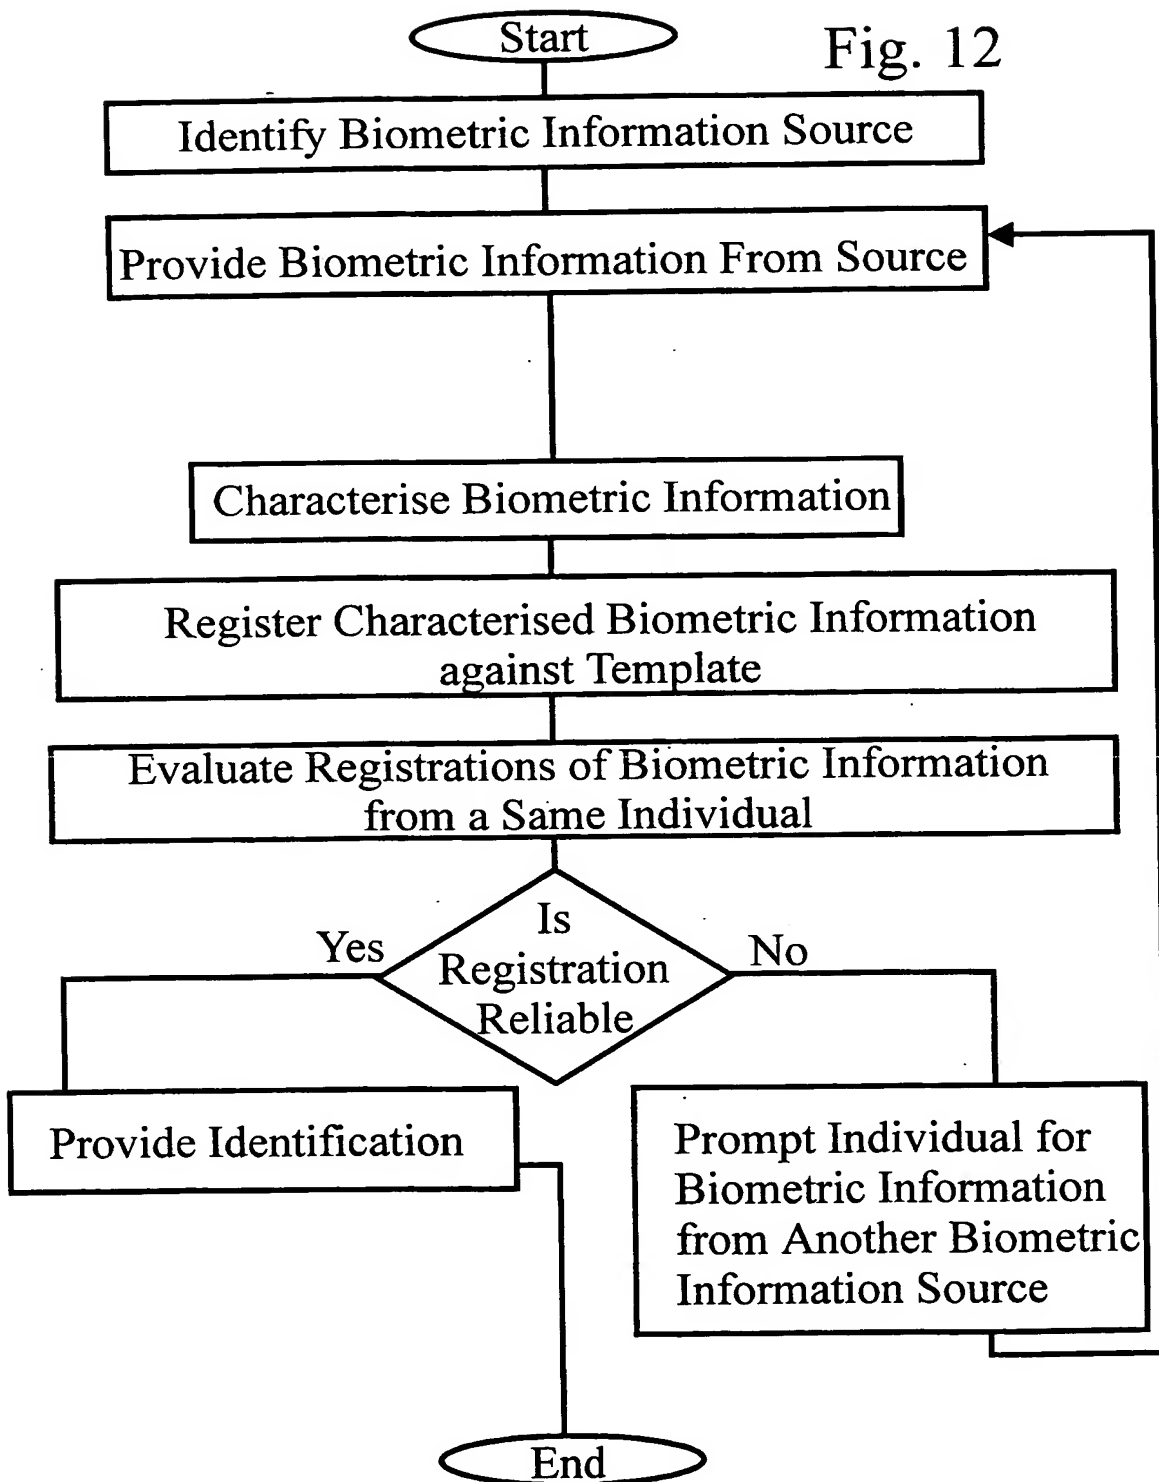 Start
Fig. 12
Identify Biometric Information Source
Provide Biometric Information From Source
Characterise Biometric Information
Register Characterised Biometric Information
against Template
Evaluate Registrations of Biometric Information
from a Same Individual
Is
Registration
Reliable
Yes
No
Provide Identification
Prompt Individual for
Biometric Information
from Another Biometric
Information Source
End